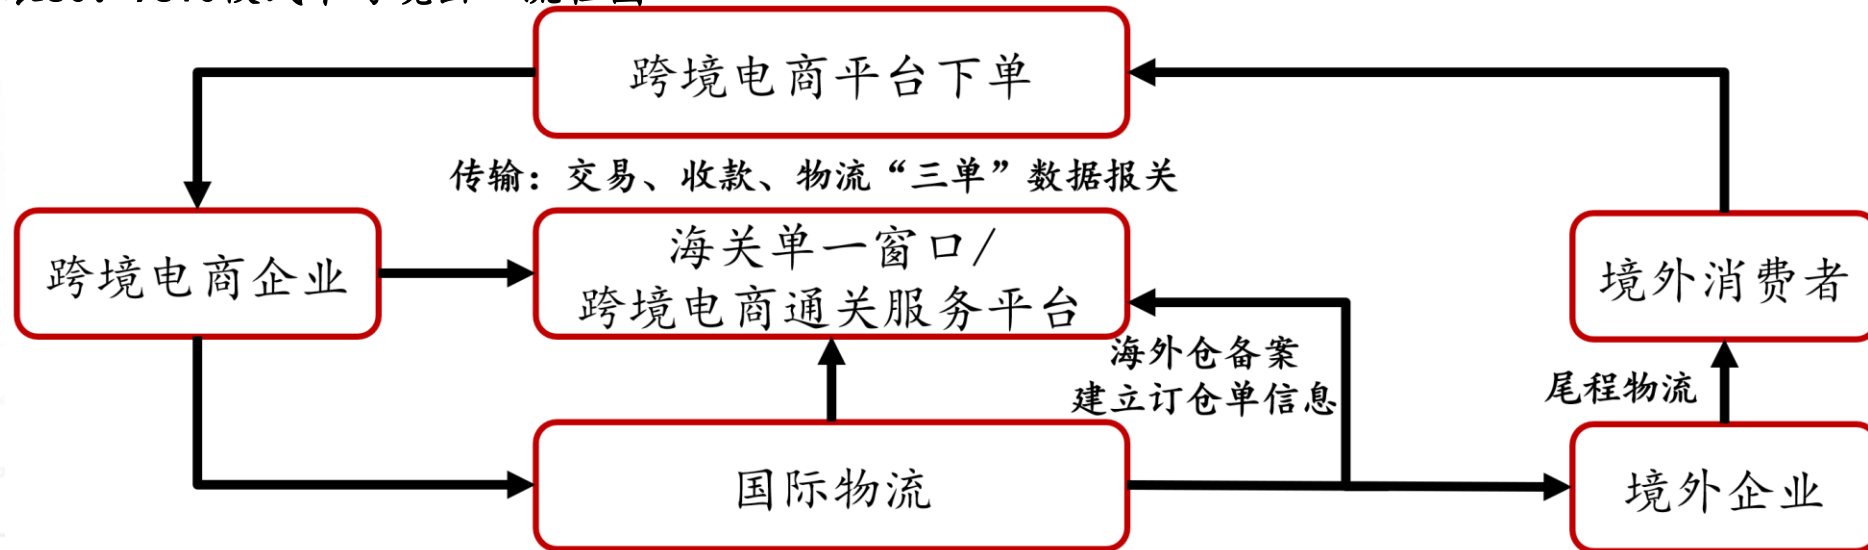 跨境电商平台下单
传输：交易、收款、物流“三单”数据报关
跨境电商企业
海关单一窗口/
跨境电商通关服务平台
境外消费者
海外仓备案
建立订仓单信息
尾程物流
国际物流
境外企业